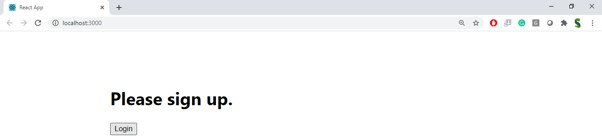 React App
localhost:3000
Please sign up.
Login